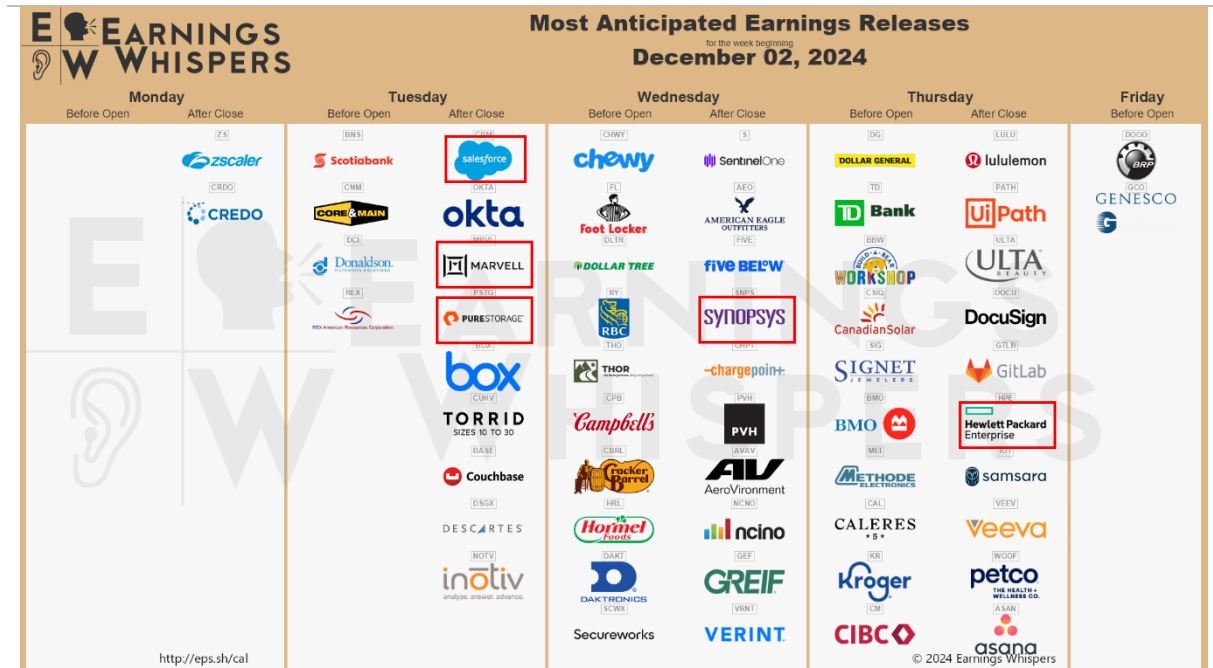 E EARNINGS
W WHISPERS
Most Anticipated Earnings Releases
for the week beginning
December 02, 2024
Monday
Before Open After Close
Tuesday
Before Open After Close
Wednesday
Before Open After Close
Thursday
Before Open After Close
Friday
Before Open
ZS
zscaler
CRDO
CREDO
BNS
Scotiabank
CNM
CORE&MAIN
DCI
Donaldson.
FILTRATION SOLUTIONS
REX
REX American Resources Corporation
CRM
salesforce
OKTA
okta
MRVL
MARVELL
PSTG
PURESTORAGE
BOX
box
CURV
TORRID
SIZES 10 TO 30
BASE
Couchbase
DSGX
DESCARTES
NOTV
inotiv
analyze. answer. advance.
CHWY
chewy
FL
Foot Locker
DLTR
DOLLAR TREE
RY
RBC
THO
THOR
CPB
Campbell's
CBRL
Cracker Barrel
HRL
Hormel
Foods
DAKT
DAKTRONICS
SCWX
Secureworks
S
SentinelOne
AEO
AMERICAN EAGLE
OUTFITTERS
FIVE
five BEL°W
SNPS
SYNOPSYS
CHPT
-chargepoin+
PVH
PVH
AVAV
AV
AeroVironment
NCNO
ncino
GEF
GREIF
VRNT
VERINT.
DG
DOLLAR GENERAL
TD
TD Bank
BBW
BUILD-A-BEAR
WORKSHOP
CSIQ
CanadianSolar
SIG
SIGNET
JEWELERS
BMO
BMO
MEI
METHODE
ELECTRONICS
CAL
CALERES
5
KR
Kroger
CM
CIBC
LULU
lululemon
PATH
UiPath
ULTA
ULTA
BEAUTY
DOCU
DocuSign
GTLB
GitLab
HPE
Hewlett Packard
Enterprise
IOT
samsara
VEEV
Veeva
WOOF
petco
THE HEALTH +
WELLNESS CO.
ASAN
asana
DOOO
BRP
GCO
GENESCO
G
http://eps.sh/cal
© 2024 Earnings Whispers